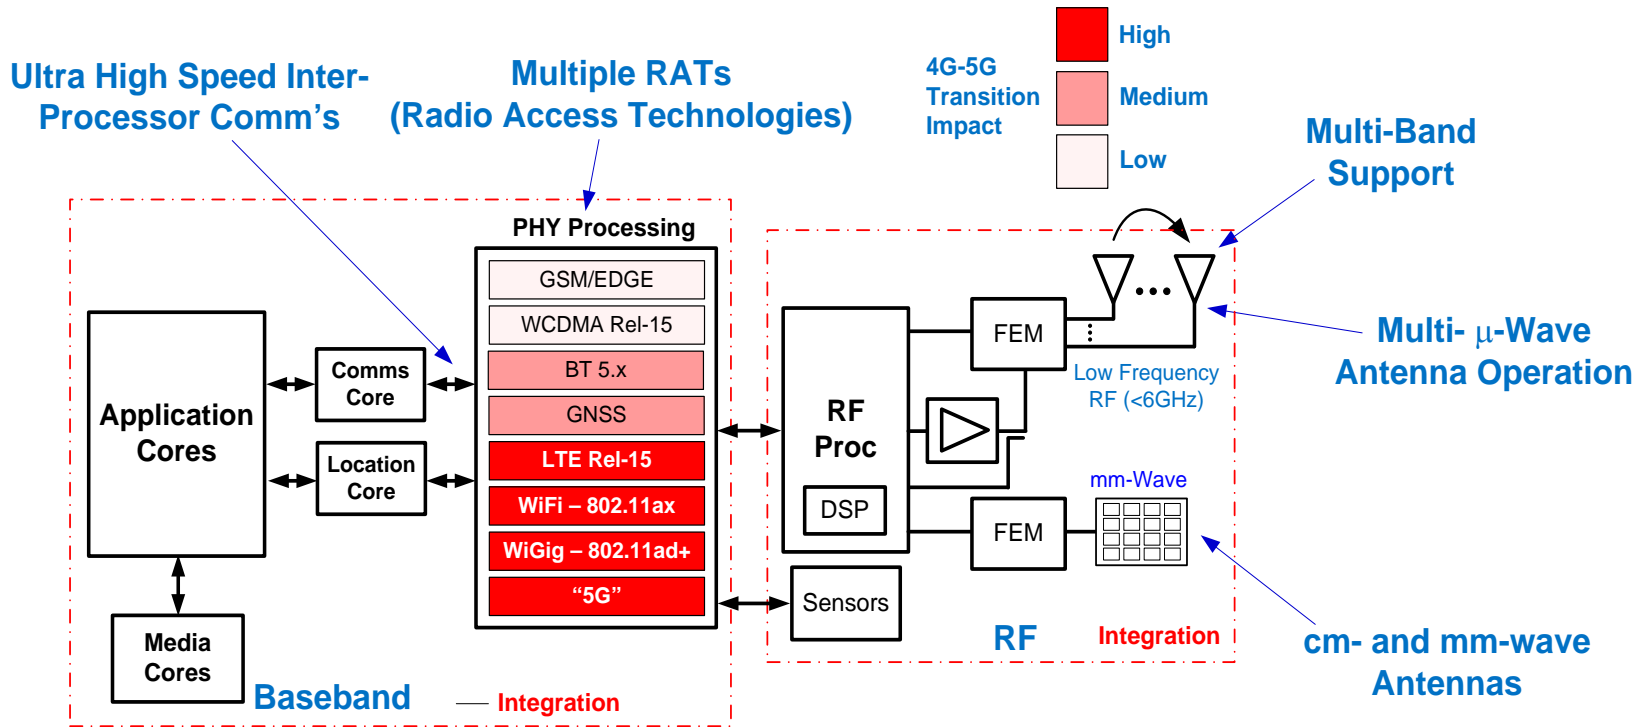 High
4G-5G
Transition
Impact
Medium
Low
Ultra High Speed Inter-
Processor Comm's
Multiple RATs
(Radio Access Technologies)
Multi-Band
Support
PHY Processing
GSM/EDGE
WCDMA Rel-15
BT 5.x
GNSS
LTE Rel-15
WiFi – 802.11ax
WiGig – 802.11ad+
“5G”
Application
Cores
Comms
Core
Location
Core
Media
Cores
Baseband
Integration
RF
Proc
DSP
FEM
Low Frequency
RF (<6GHz)
Multi- μ-Wave
Antenna Operation
mm-Wave
FEM
Sensors
RF
Integration
cm- and mm-wave
Antennas